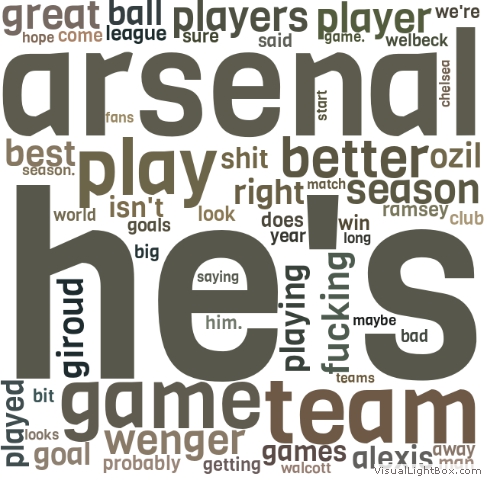 great ball players player we're
hope come league sure said game. welbeck
arsenal
fans start chelsea
best play shit better ozil
season. right match season
world isn't look does ramsey club
goals year win long
big
he's
saying him. playing fucking maybe bad
giroud
teams
played bit game team
looks wenger games alexis away
goal probably getting walcott man
VisualLightBox.com